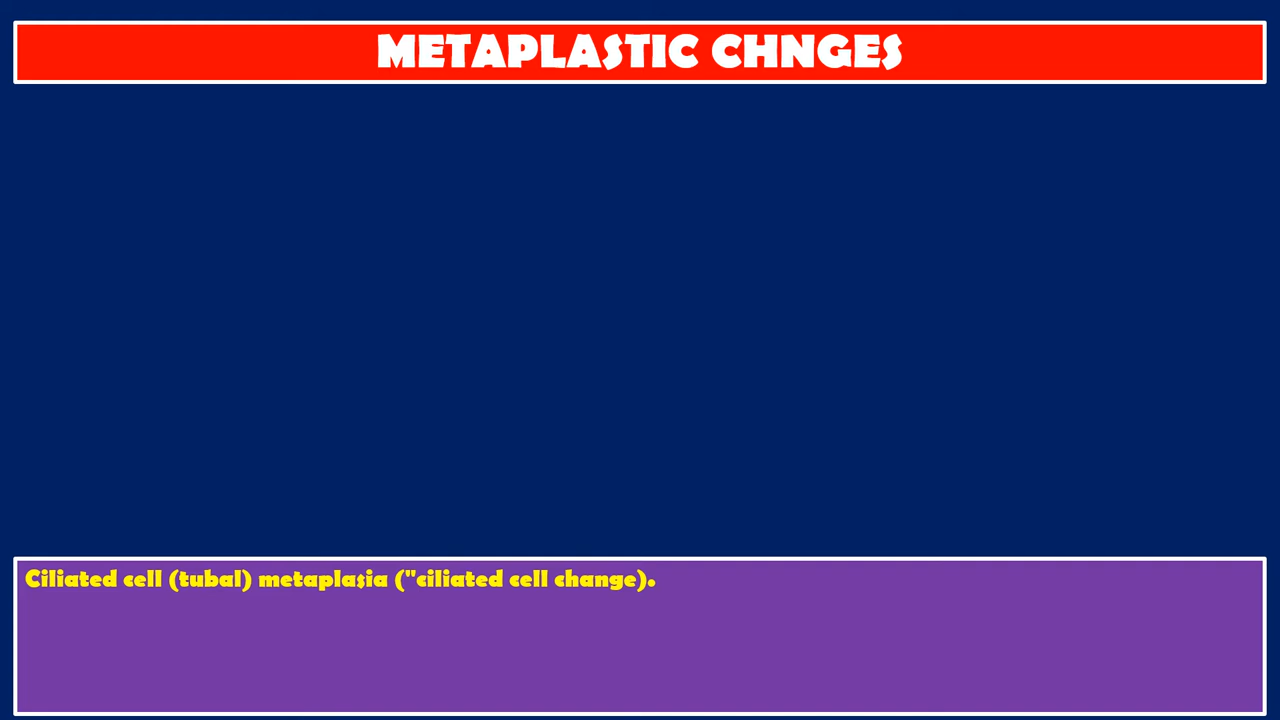 METAPLASTIC CHNGES
Ciliated cell (tubal) metaplasia ("ciliated cell change).